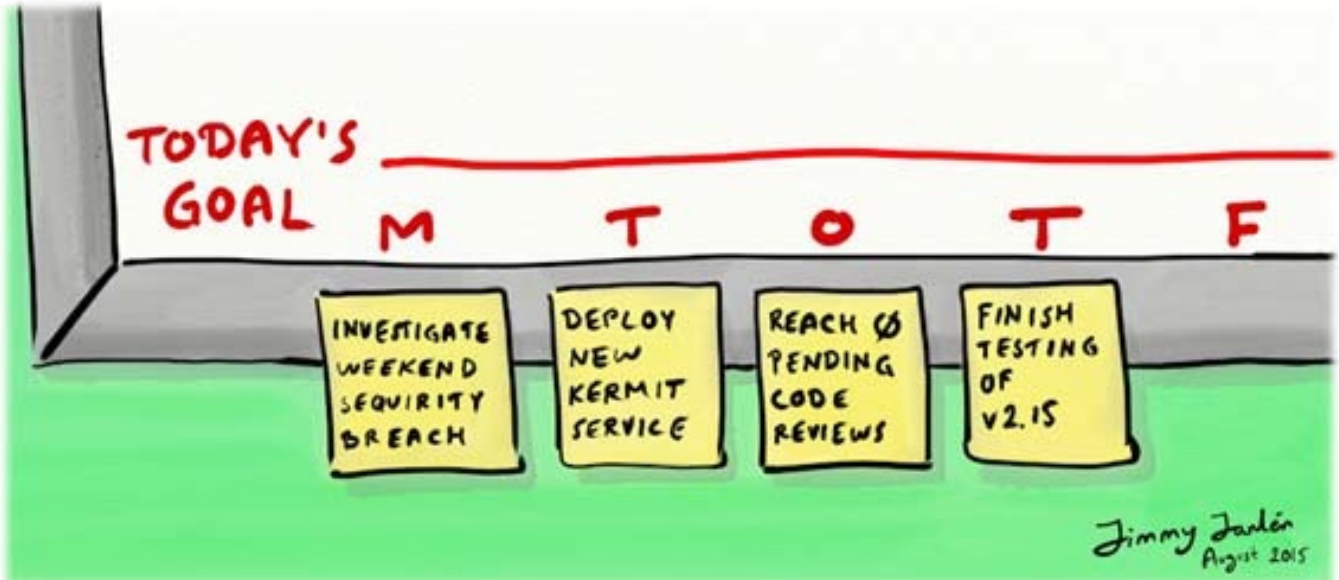 TODAY'S
GOAL
M T O T F
INVESTIGATE
WEEKEND
SEQUIRITY
BREACH
DEPLOY
NEW
KERMIT
SERVICE
REACH Ø
PENDING
CODE
REVIEWS
FINISH
TESTING
OF
V2.15
Jimmy Janlén
August 2015